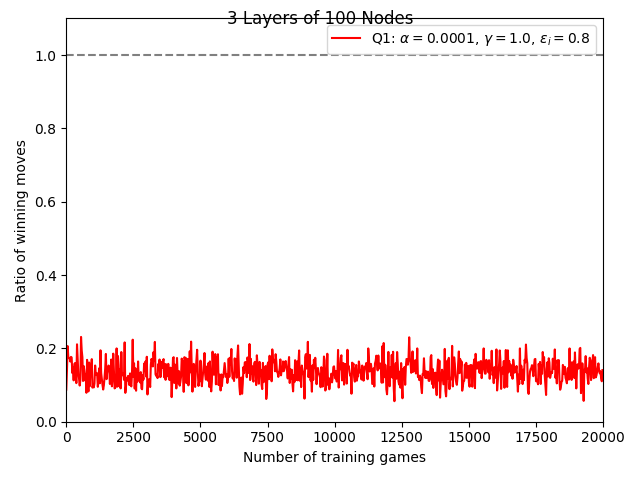 3 Layers of 100 Nodes
Q1: α = 0.0001, γ = 1.0, ε_i = 0.8
Ratio of winning moves
1.0
0.8
0.6
0.4
0.2
0.0
0 2500 5000 7500 10000 12500 15000 17500 20000
Number of training games